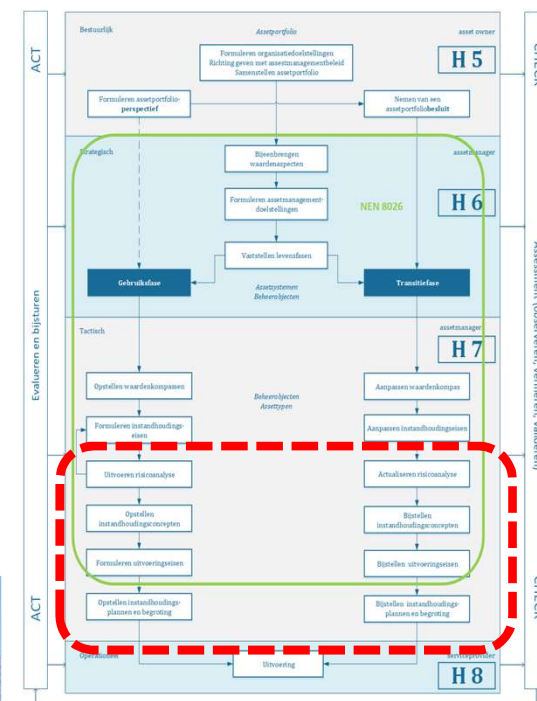 ACT
Evalueren en bijsturen
ACT
Bestuurlijk
Assetportfolio
asset owner
H 5
Formuleren organisatiedoelstellingen
Richting geven met assetmanagementbeleid
Samenstellen assetportfolio
Formuleren assetportfolio-
perspectief
Nemen van een
assetportfoliobesluit
Strategisch
assetmanager
Bijeenbrengen
waardenaspecten
H 6
NEN 8026
Formuleren assetmanagement-
doelstellingen
Vaststellen levensfasen
Gebruiksfase
Assetsystemen
Beheerobjecten
Transitiefase
Tactisch
assetmanager
H 7
Opstellen waardenkompassen
Beheerobjecten
Assettypen
Aanpassen waardenkompas
Formuleren instandhoudings-
eisen
Aanpassen instandhoudingseisen
Uitvoeren risicoanalyse
Actualiseren risicoanalyse
Opstellen
instandhoudingsconcepten
Bijstellen
instandhoudingsconcepten
Formuleren uitvoeringseisen
Bijstellen uitvoeringseisen
Opstellen instandhoudings-
plannen en begroting
Bijstellen instandhoudings-
plannen en begroting
Operationeel
serviceprovider
Uitvoering
H 8
CHECK